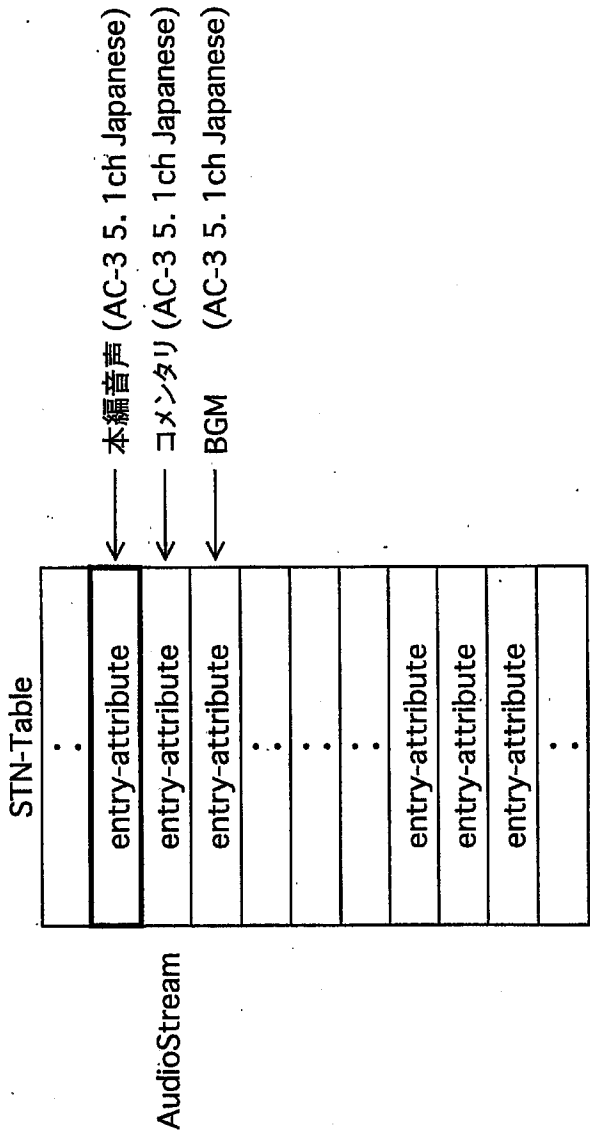 STN-Table
:
entry-attribute ← 本編音声 (AC-3 5. 1ch Japanese)
AudioStream entry-attribute ← コメンタリ (AC-3 5. 1ch Japanese)
entry-attribute ← BGM (AC-3 5. 1ch Japanese)
:
:
:
entry-attribute
entry-attribute
entry-attribute
: